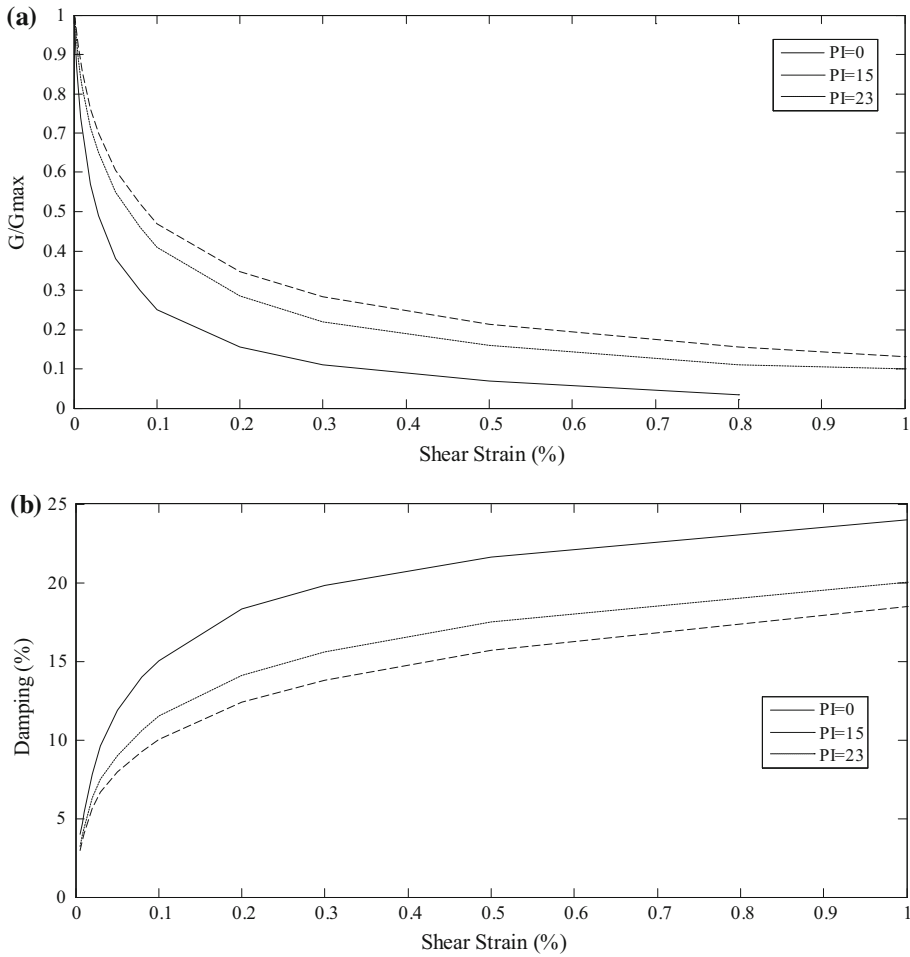 (a)
1
0.9
0.8
0.7
0.6
0.5
0.4
0.3
0.2
0.1
0
G/Gmax
PI=0
PI=15
PI=23
0 0.1 0.2 0.3 0.4 0.5 0.6 0.7 0.8 0.9 1
Shear Strain (%)
(b)
25
20
15
10
5
0
Damping (%)
PI=0
PI=15
PI=23
0 0.1 0.2 0.3 0.4 0.5 0.6 0.7 0.8 0.9 1
Shear Strain (%)